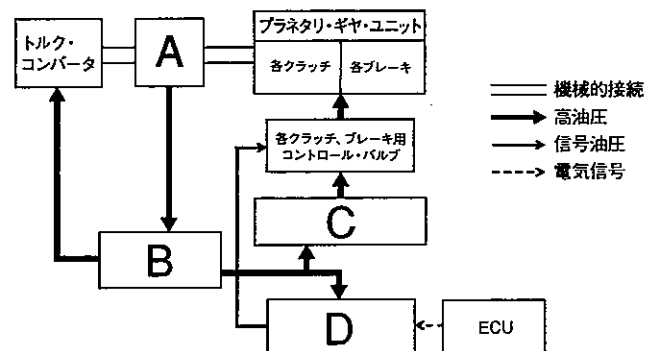 トルク・
コンバータ
A
プラネタリ・ギヤ・ユニット
各クラッチ
各ブレーキ
機械的接続
高油圧
信号油圧
電気信号
各クラッチ、ブレーキ用
コントロール・バルブ
C
B
D
ECU